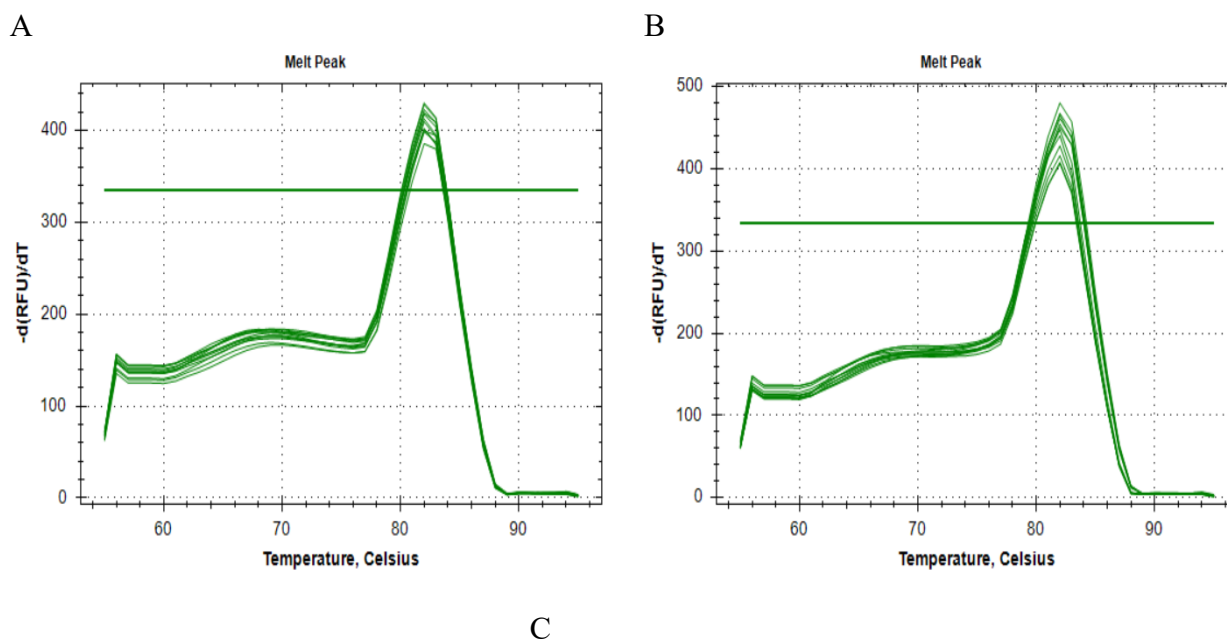 A
B
Melt Peak
400
300
200
100
0
-d(RFU)/dT
60
70
80
90
Temperature, Celsius
Melt Peak
500
400
300
200
100
0
-d(RFU)/dT
60
70
80
90
Temperature, Celsius
C